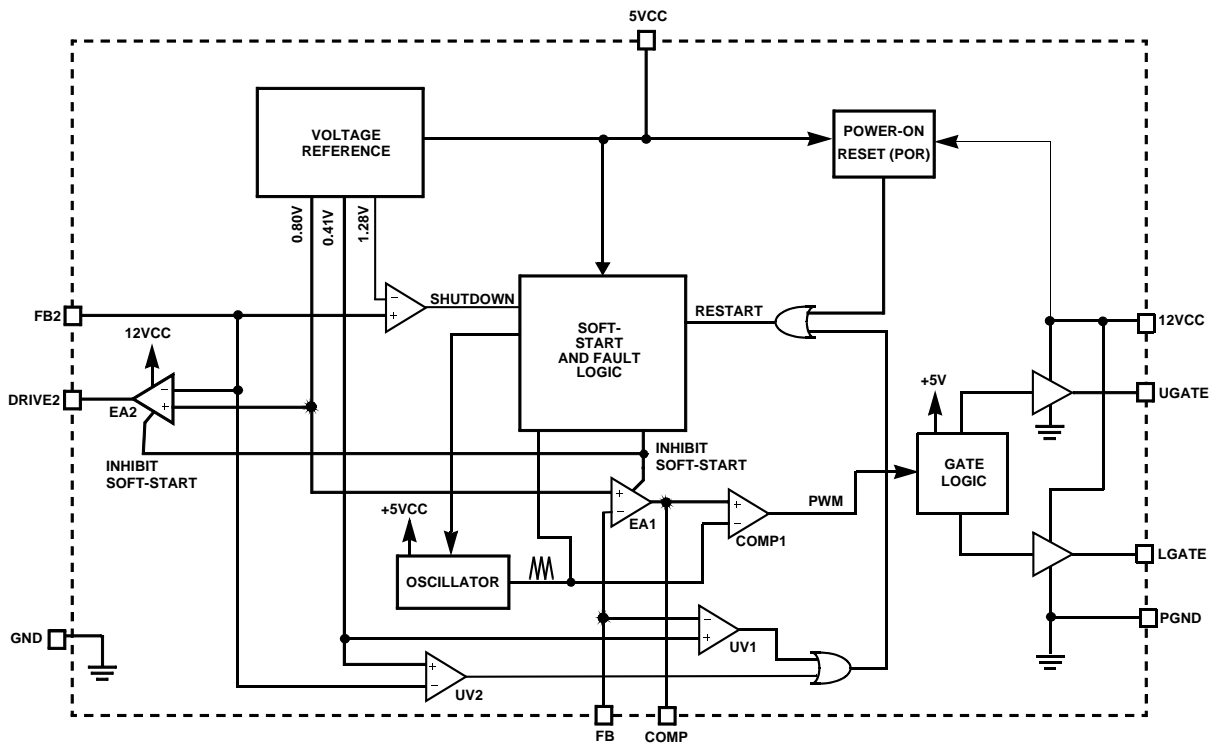 5VCC
VOLTAGE
REFERENCE
POWER-ON
RESET (POR)
0.80V
0.41V
1.28V
FB2
SHUTDOWN
SOFT-
START
AND FAULT
LOGIC
RESTART
12VCC
12VCC
DRIVE2
EA2
+5V
UGATE
INHIBIT
SOFT-START
INHIBIT
SOFT-START
GATE
LOGIC
PWM
+5VCC
EA1
COMP1
OSCILLATOR
LGATE
GND
UV1
PGND
UV2
FB
COMP
+
−